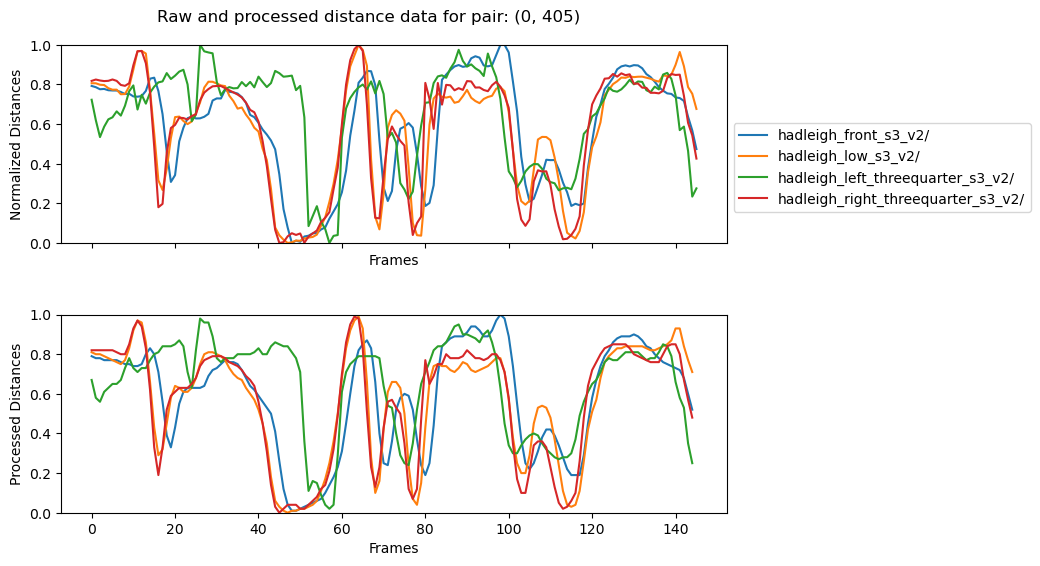 Raw and processed distance data for pair: (0, 405)
1.0
0.8
0.6
0.4
0.2
0.0
Normalized Distances
Frames
hadleigh_front_s3_v2/
hadleigh_low_s3_v2/
hadleigh_left_threequarter_s3_v2/
hadleigh_right_threequarter_s3_v2/
1.0
0.8
0.6
0.4
0.2
0.0
Processed Distances
0 20 40 60 80 100 120 140
Frames